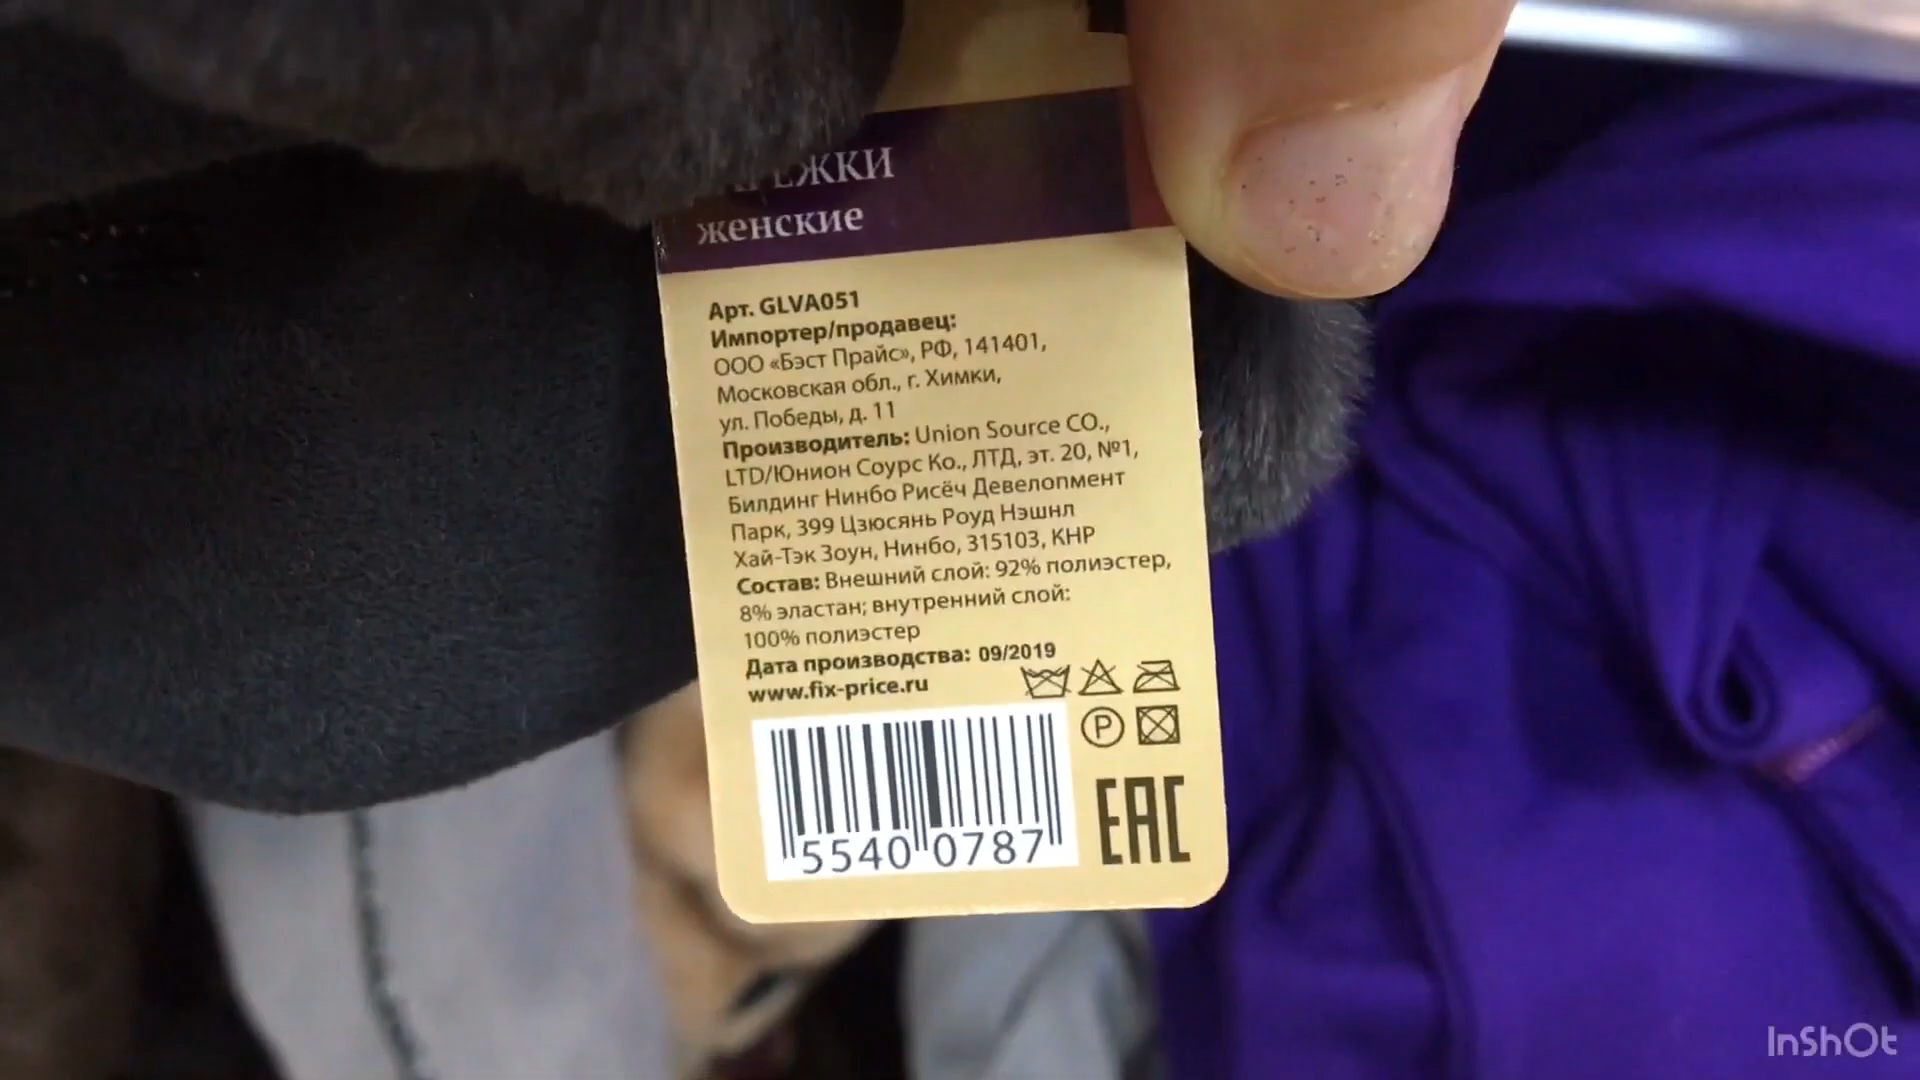 женские
Арт. GLVA051
Импортер/продавец:
ООО «Бэст Прайс», РФ, 141401,
Московская обл., г. Химки,
ул. Победы, д. 11
Производитель: Union Source CO.,
LTD/Юнион Соурс Ко., ЛТД, эт. 20, №1,
Билдинг Нинбо Рисёч Девелопмент
Парк, 399 Цзюсянь Роуд Нэшнл
Хай-Тэк Зоун, Нинбо, 315103, КНР
Состав: Внешний слой: 92% полиэстер,
8% эластан; внутренний слой:
100% полиэстер
Дата производства: 09/2019
www.fix-price.ru
P
5540 0787
EAC
InShOt